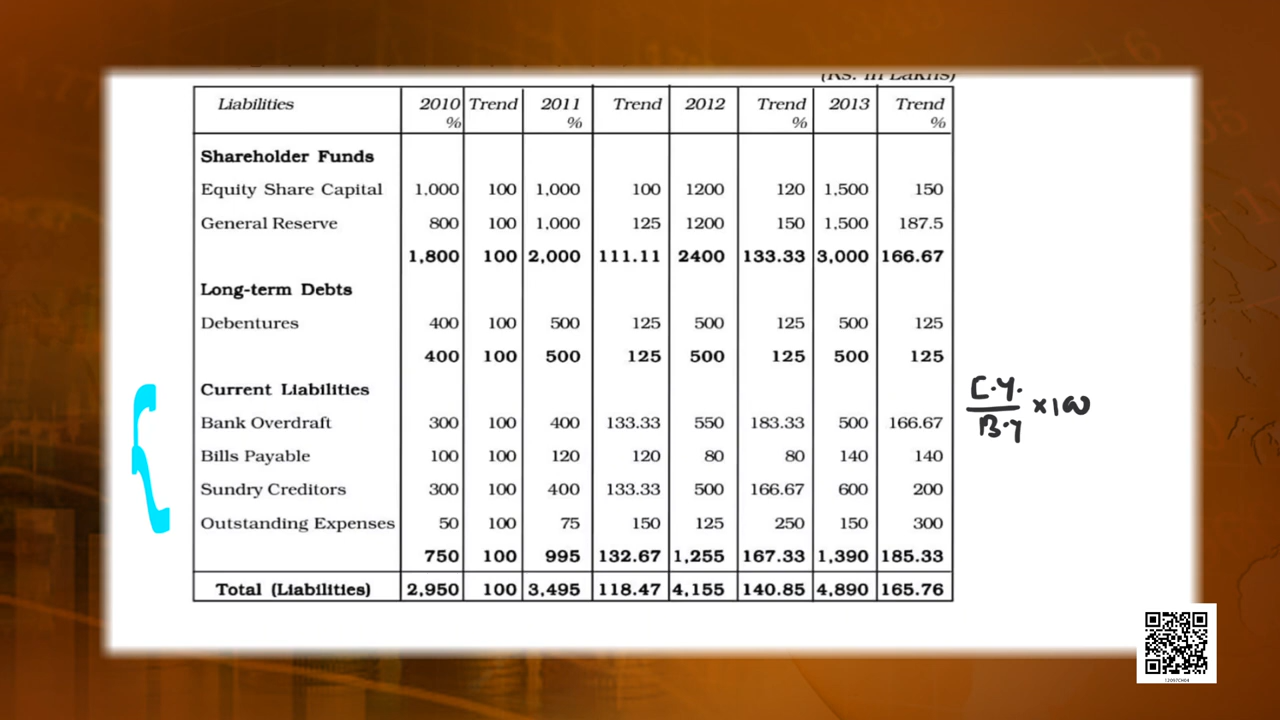 (Rs. in Lakhs)
Liabilities 2010 Trend 2011 Trend 2012 Trend 2013 Trend
% % % %
Shareholder Funds
Equity Share Capital 1,000 100 1,000 100 1200 120 1,500 150
General Reserve 800 100 1,000 125 1200 150 1,500 187.5
1,800 100 2,000 111.11 2400 133.33 3,000 166.67
Long-term Debts
Debentures 400 100 500 125 500 125 500 125
400 100 500 125 500 125 500 125
Current Liabilities
Bank Overdraft 300 100 400 133.33 550 183.33 500 166.67
Bills Payable 100 100 120 120 80 80 140 140
Sundry Creditors 300 100 400 133.33 500 166.67 600 200
Outstanding Expenses 50 100 75 150 125 250 150 300
750 100 995 132.67 1,255 167.33 1,390 185.33
Total (Liabilities) 2,950 100 3,495 118.47 4,155 140.85 4,890 165.76
C.Y.
B.Y ×100
12097CH04